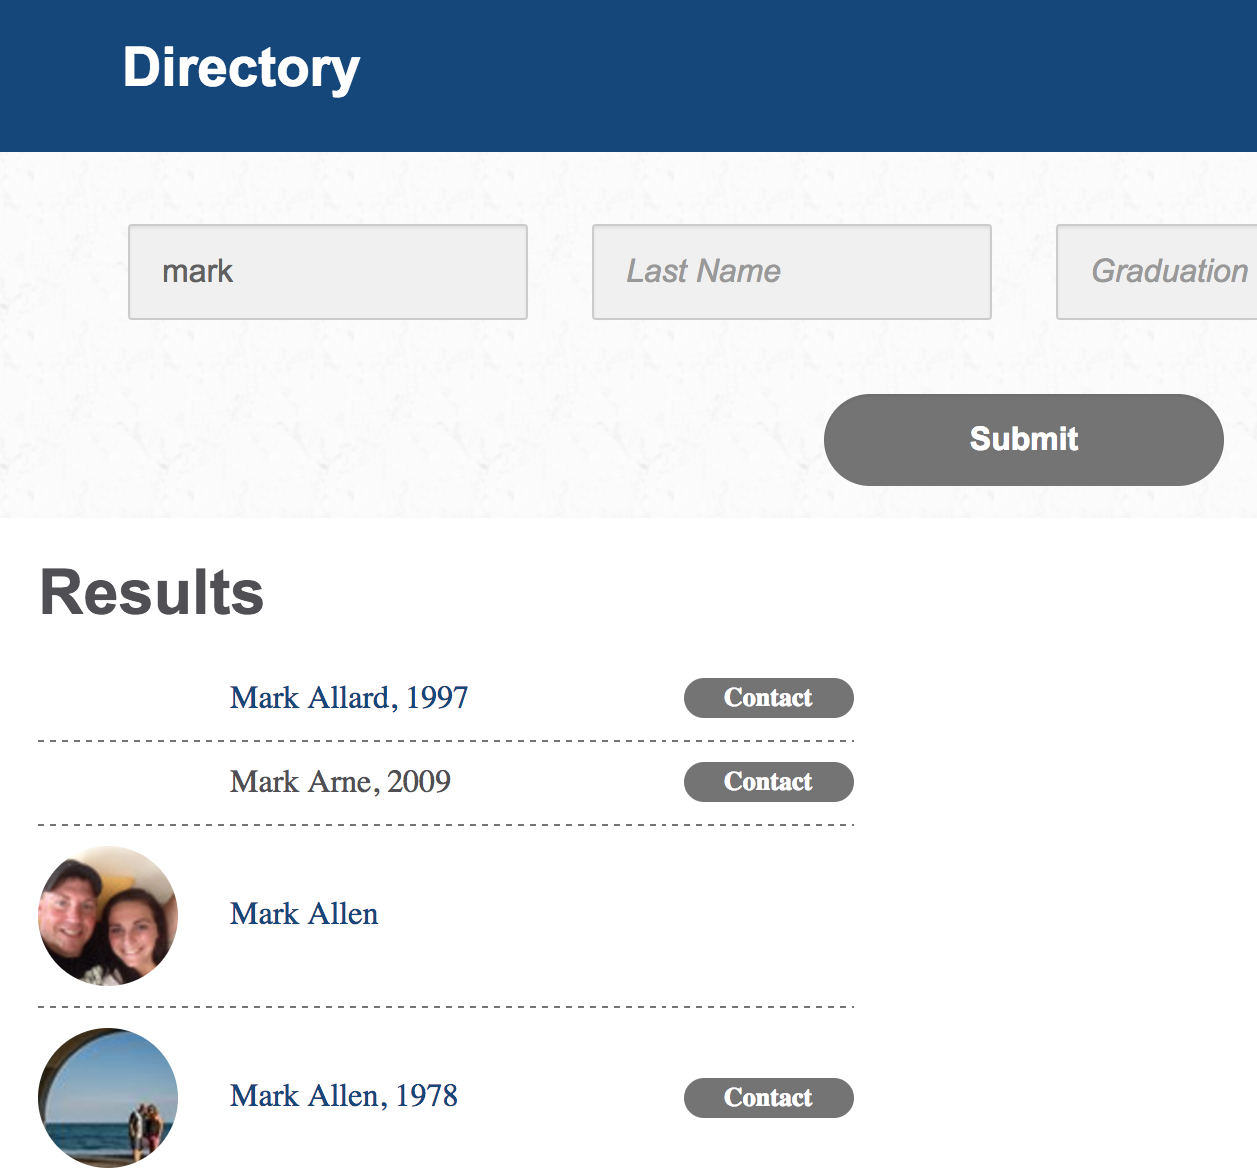 Directory
mark
Last Name
Graduation
Submit
Results
Mark Allard, 1997
Contact
Mark Arne, 2009
Contact
Mark Allen
Mark Allen, 1978
Contact